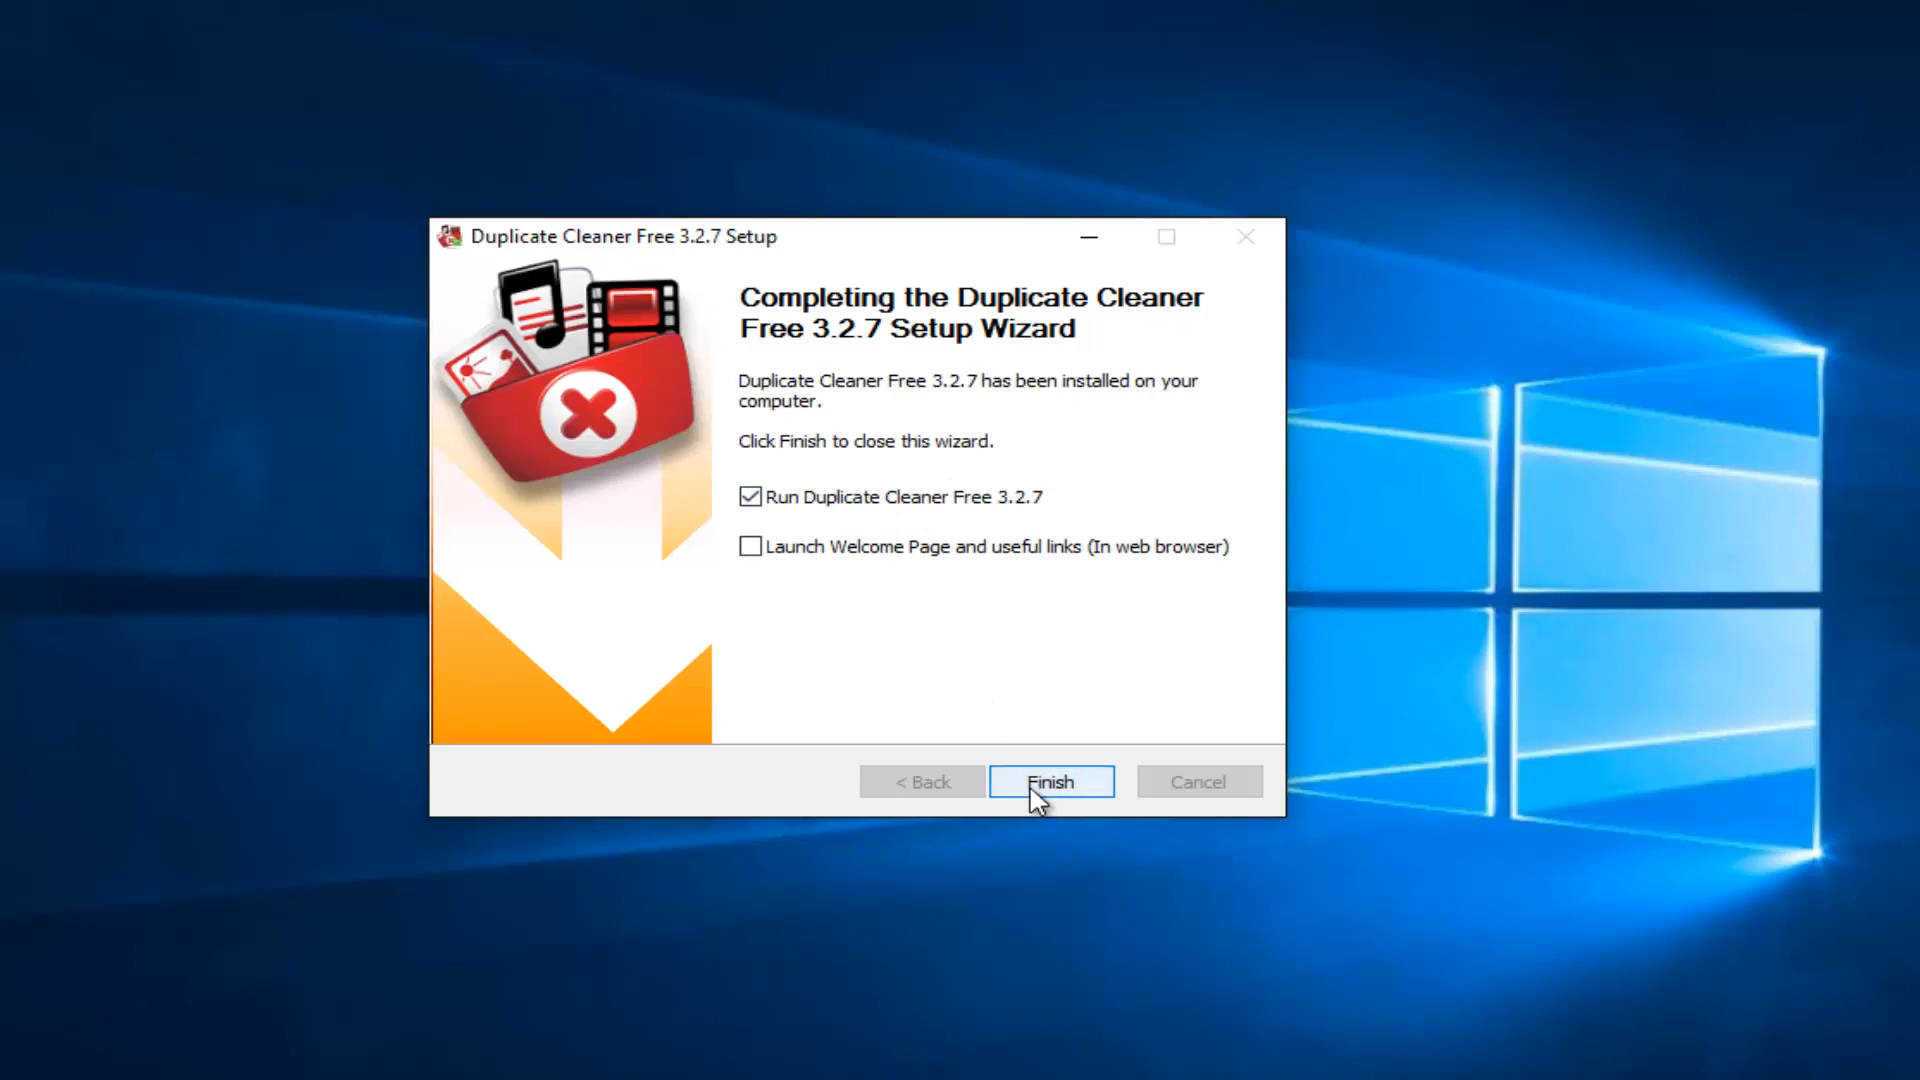 Duplicate Cleaner Free 3.2.7 Setup
Completing the Duplicate Cleaner
Free 3.2.7 Setup Wizard
Duplicate Cleaner Free 3.2.7 has been installed on your
computer.
Click Finish to close this wizard.
Run Duplicate Cleaner Free 3.2.7
Launch Welcome Page and useful links (In web browser)
< Back
Finish
Cancel